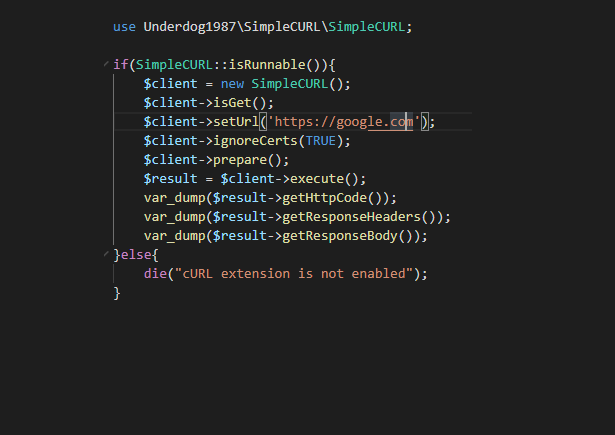 use Underdog1987\SimpleCURL\SimpleCURL;
if(SimpleCURL::isRunnable()){
$client = new SimpleCURL();
$client->isGet();
$client->setUrl('https://google.com');
$client->ignoreCerts(TRUE);
$client->prepare();
$result = $client->execute();
var_dump($result->getHttpCode());
var_dump($result->getResponseHeaders());
var_dump($result->getResponseBody());
}else{
die("cURL extension is not enabled");
}